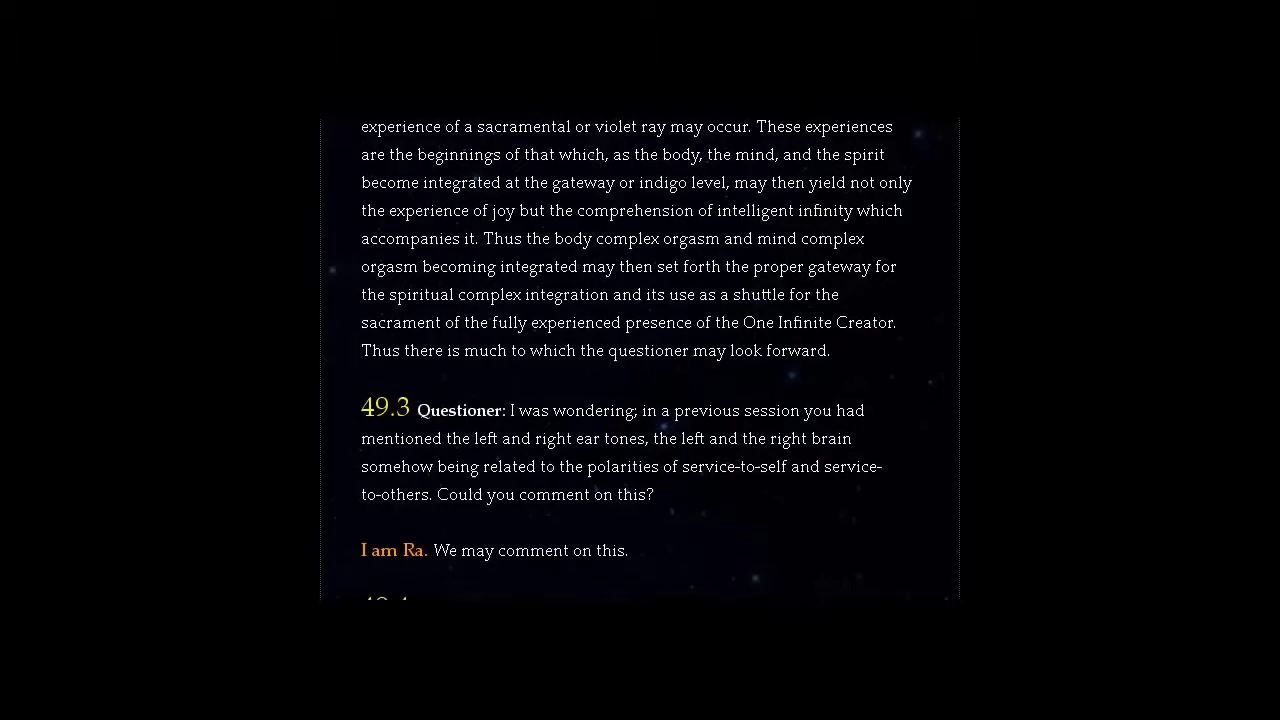 experience of a sacramental or violet ray may occur. These experiences
are the beginnings of that which, as the body, the mind, and the spirit
become integrated at the gateway or indigo level, may then yield not only
the experience of joy but the comprehension of intelligent infinity which
accompanies it. Thus the body complex orgasm and mind complex
orgasm becoming integrated may then set forth the proper gateway for
the spiritual complex integration and its use as a shuttle for the
sacrament of the fully experienced presence of the One Infinite Creator.
Thus there is much to which the questioner may look forward.
49.3 Questioner: I was wondering; in a previous session you had
mentioned the left and right ear tones, the left and the right brain
somehow being related to the polarities of service-to-self and service-
to-others. Could you comment on this?
I am Ra. We may comment on this.